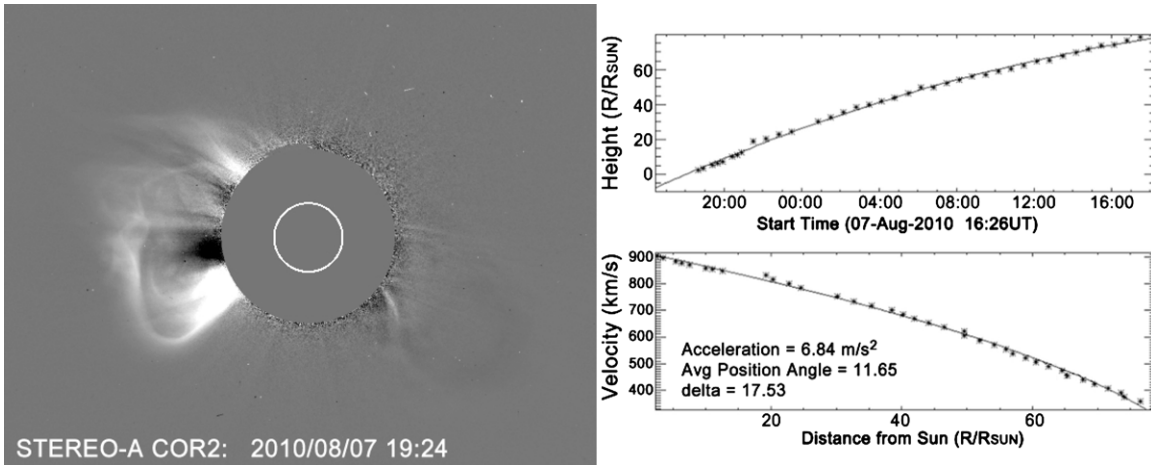 STEREO-A COR2: 2010/08/07 19:24
Height (R/RSUN)
60
40
20
0
20:00 00:00 04:00 08:00 12:00 16:00
Start Time (07-Aug-2010 16:26UT)
Velocity (km/s)
900
800
700
600
500
400
Acceleration = 6.84 m/s²
Avg Position Angle = 11.65
delta = 17.53
20 40 60
Distance from Sun (R/RSUN)